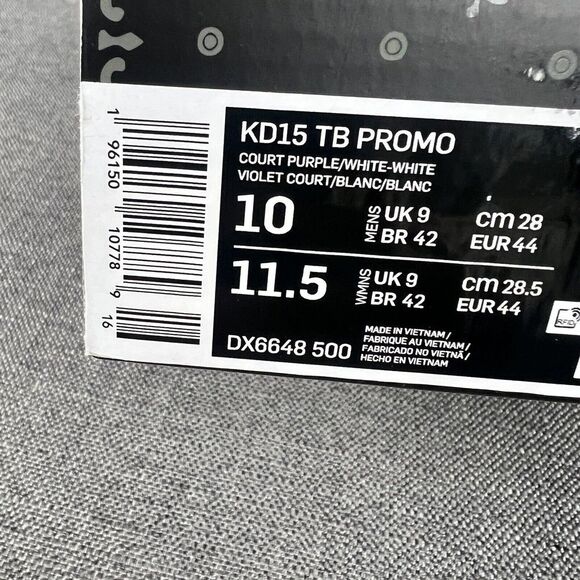 1 96150 10778 9 16
KD15 TB PROMO
COURT PURPLE/WHITE-WHITE
VIOLET COURT/BLANC/BLANC
10 MENS UK 9 cm 28
BR 42 EUR 44
11.5 WMNS UK 9 cm 28.5
BR 42 EUR 44
RFID
DX6648 500
MADE IN VIETNAM /
FABRIQUE AU VIETNAM /
FABRICADO NO VIETNÃ /
HECHO EN VIETNAM